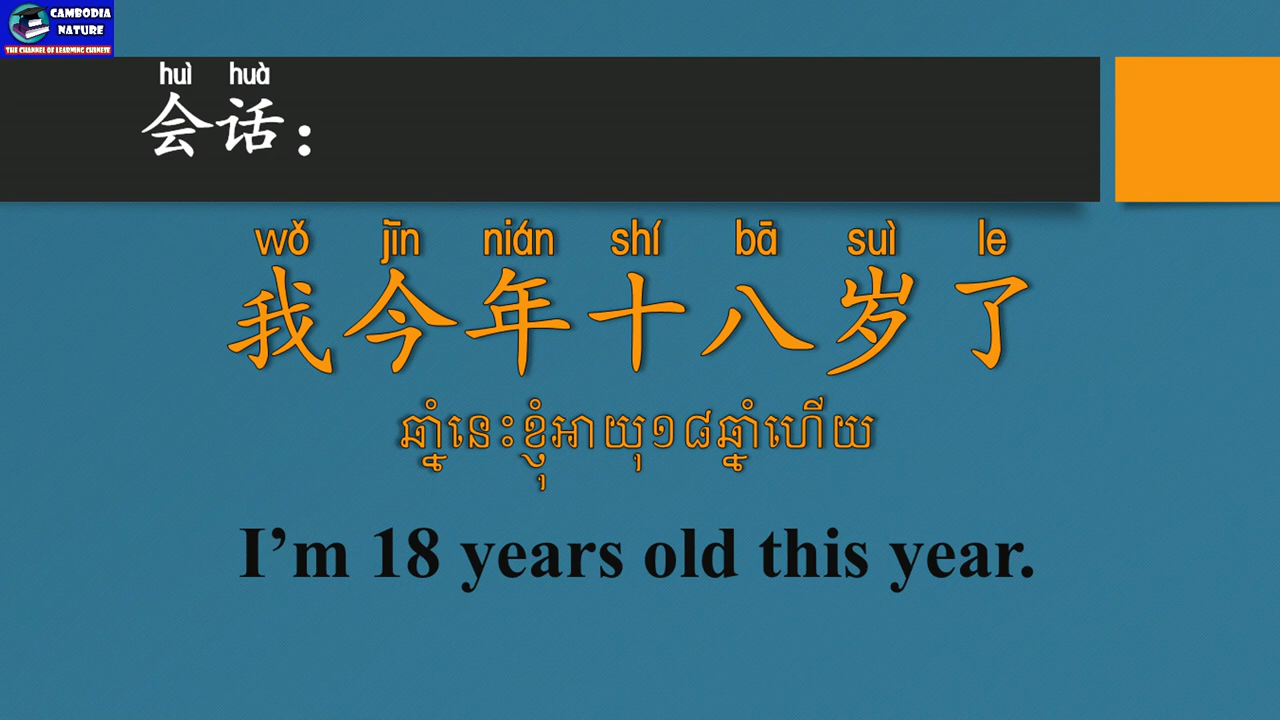 CAMBODIA
NATURE
THE CHANNEL OF LEARNING CHINESE
huì huà
会话：
wǒ jīn nián shí bā suì le
我今年十八岁了
ឆ្នាំនេះខ្ញុំអាយុ១៨ឆ្នាំហើយ
I’m 18 years old this year.